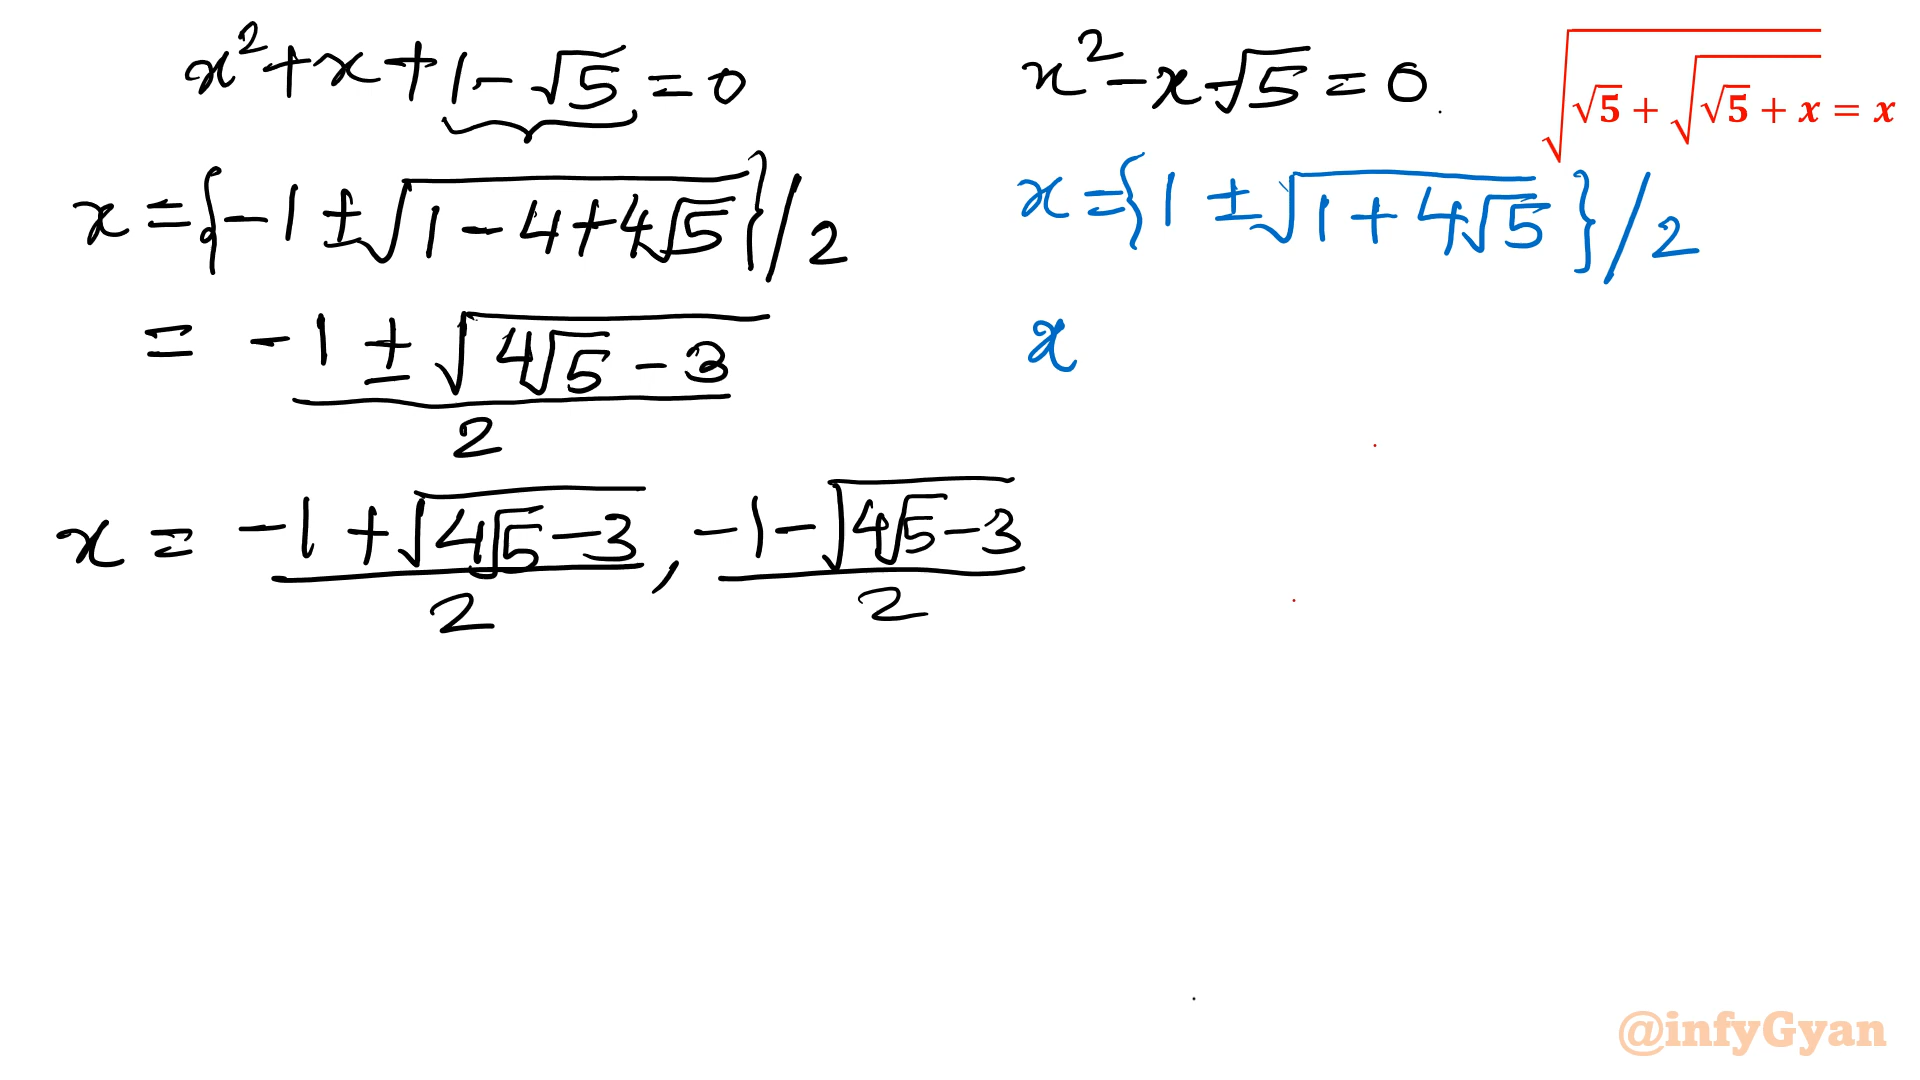 x² + x + 1 - √5 = 0
x = {-1 ± √(1 - 4 + 4√5)}/2
= (-1 ± √(4√5 - 3))/2
x = (-1 + √(4√5 - 3))/2 , (-1 - √(4√5 - 3))/2
x² - x - √5 = 0
x = {1 ± √(1 + 4√5)}/2
x
√(√5 + √(√5 + x)) = x
@infyGyan